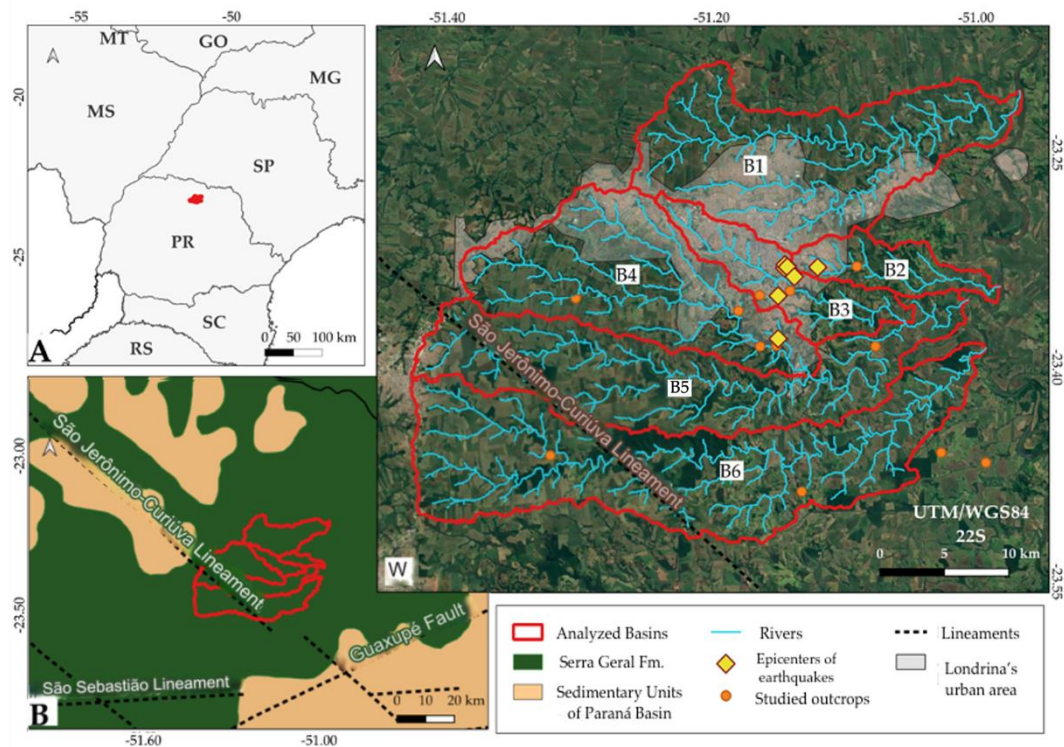 -55
-50
MT
GO
MG
-20
MS
SP
PR
-25
SC
RS
0 50 100 km
A
-51.40
-51.20
-51.00
B1
-23.25
B2
B4
B3
São Jerônimo-Curiúva Lineament
B5
-23.40
B6
UTM/WGS84
22S
0 5 10 km
W
-23.55
-23.00
São Jerônimo-Curiúva Lineament
-23.50
Guaxupé Fault
São Sebastião Lineament
0 10 20 km
B
-51.60
-51.00
Analyzed Basins
Rivers
Lineaments
Serra Geral Fm.
Epicenters of
earthquakes
Londrina's
urban area
Sedimentary Units
of Paraná Basin
Studied outcrops